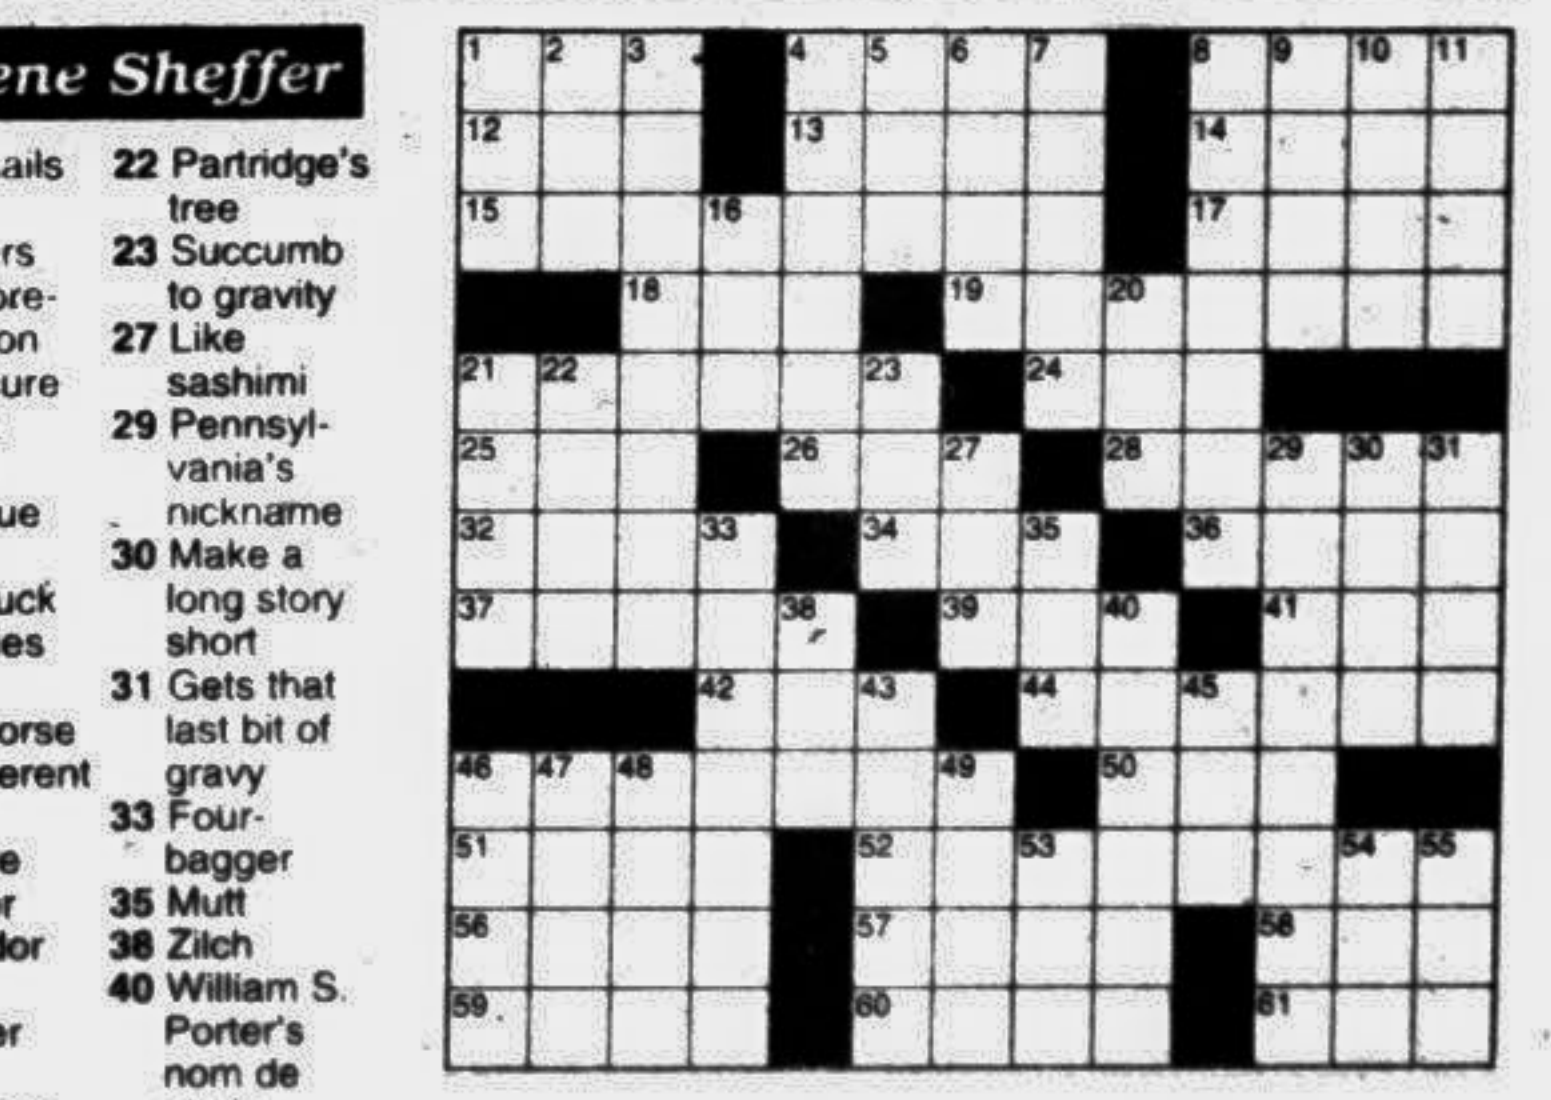 ene Sheffer
ails
rs
ore-
on
ure
ue
uck
es
orse
erent
e
r
lor
er
22 Partridge's
tree
23 Succumb
to gravity
27 Like
sashimi
29 Pennsyl-
vania's
nickname
30 Make a
long story
short
31 Gets that
last bit of
gravy
33 Four-
bagger
35 Mutt
38 Zilch
40 William S.
Porter's
nom de
1 2 3 4 5 6 7 8 9 10 11
12 13 14
15 16 17
18 19 20
21 22 23 24
25 26 27 28 29 30 31
32 33 34 35 36
37 38 39 40 41
42 43 44 45
46 47 48 49 50
51 52 53 54 55
56 57 58
59 60 61